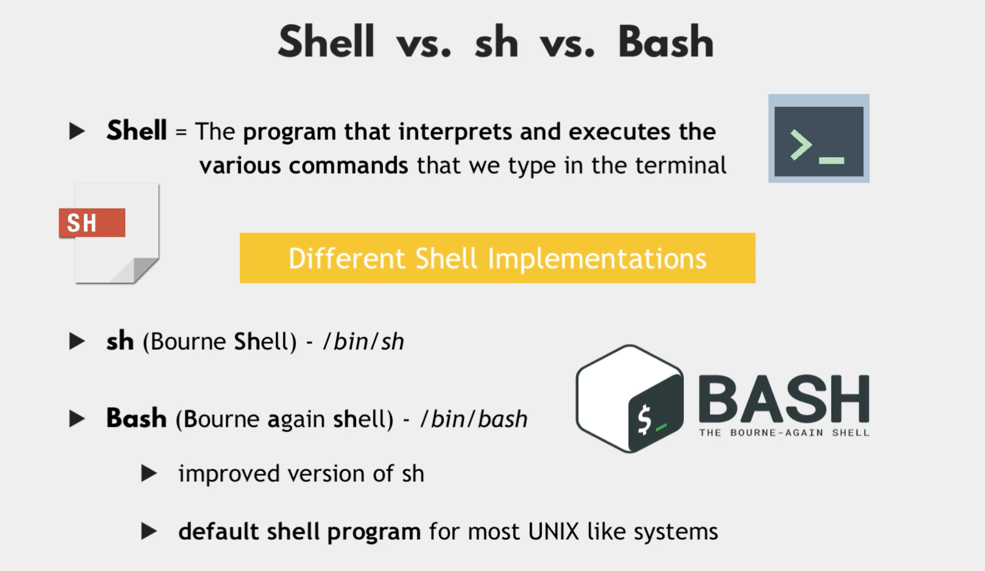 Shell vs. sh vs. Bash
Shell = The program that interprets and executes the
various commands that we type in the terminal
>_
SH
Different Shell Implementations
sh (Bourne Shell) - /bin/sh
$_
BASH
THE BOURNE-AGAIN SHELL
Bash (Bourne again shell) - /bin/bash
improved version of sh
default shell program for most UNIX like systems